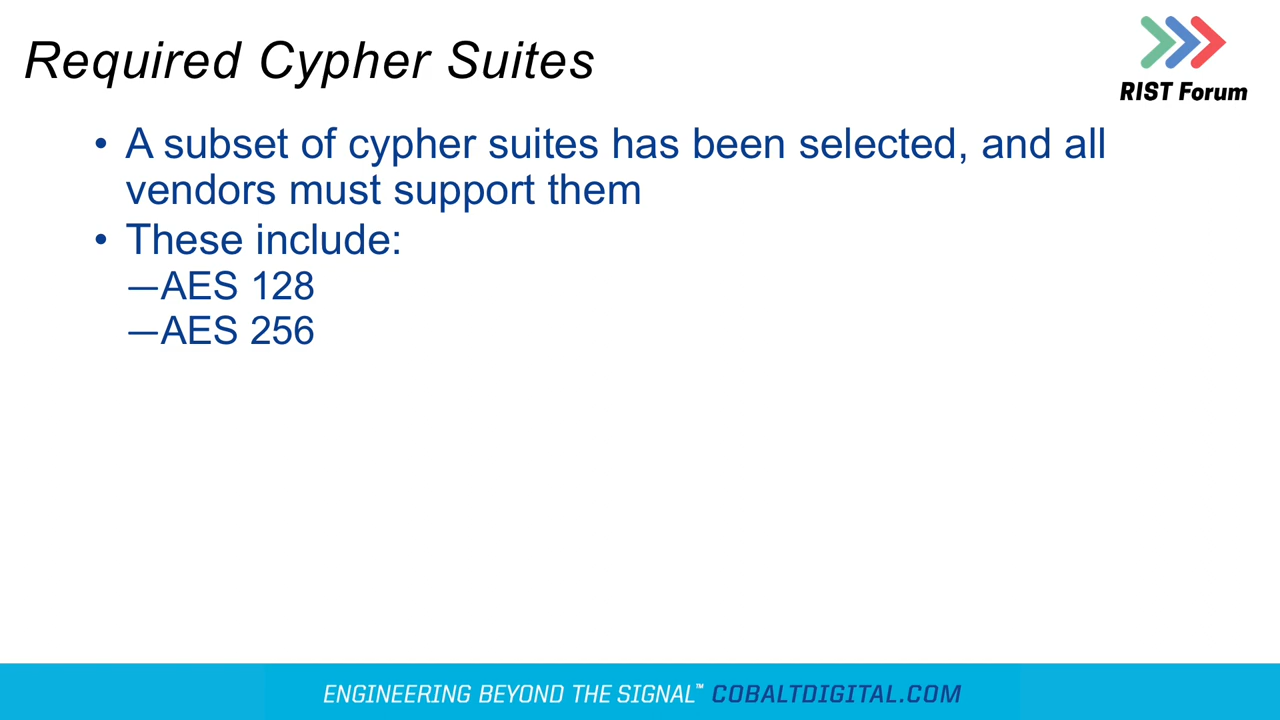 Required Cypher Suites
RIST Forum
• A subset of cypher suites has been selected, and all
vendors must support them
• These include:
—AES 128
—AES 256
ENGINEERING BEYOND THE SIGNAL™ COBALTDIGITAL.COM